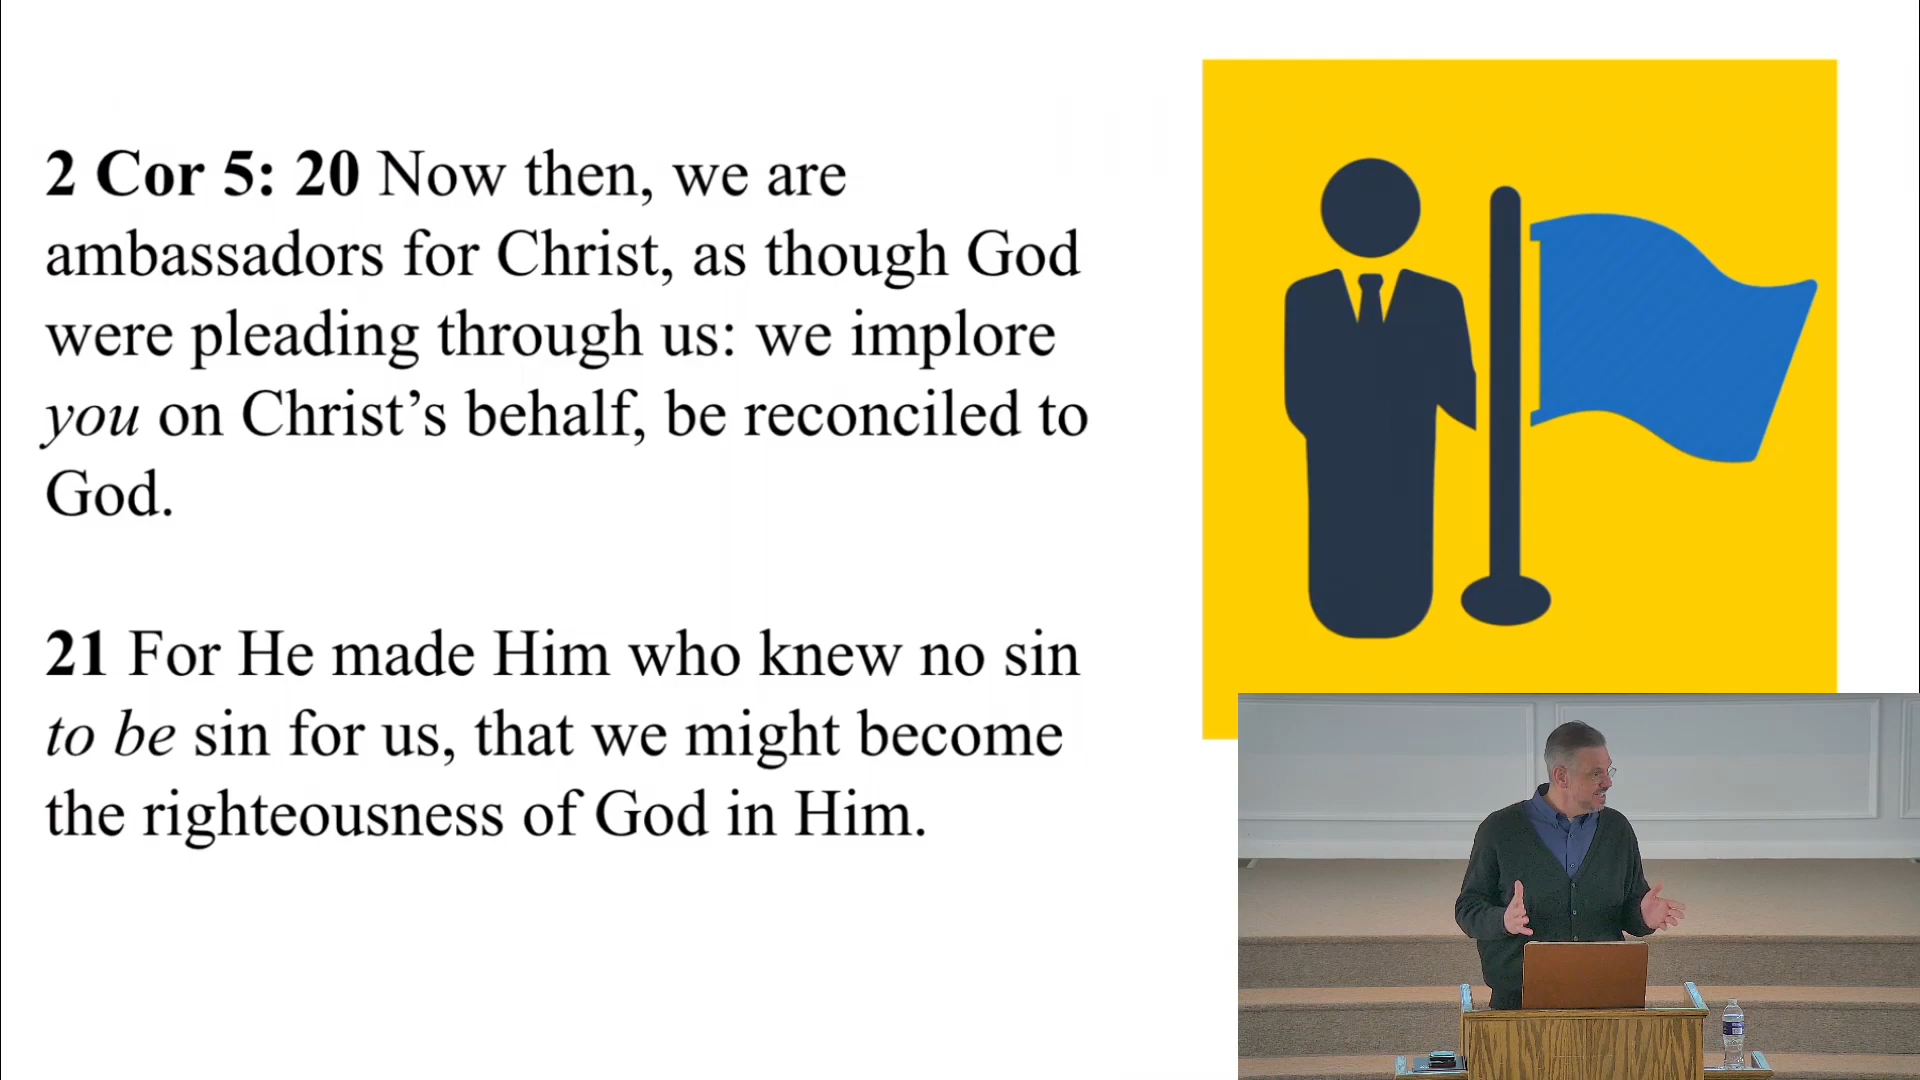 2 Cor 5: 20 Now then, we are
ambassadors for Christ, as though God
were pleading through us: we implore
you on Christ’s behalf, be reconciled to
God.
21 For He made Him who knew no sin
to be sin for us, that we might become
the righteousness of God in Him.